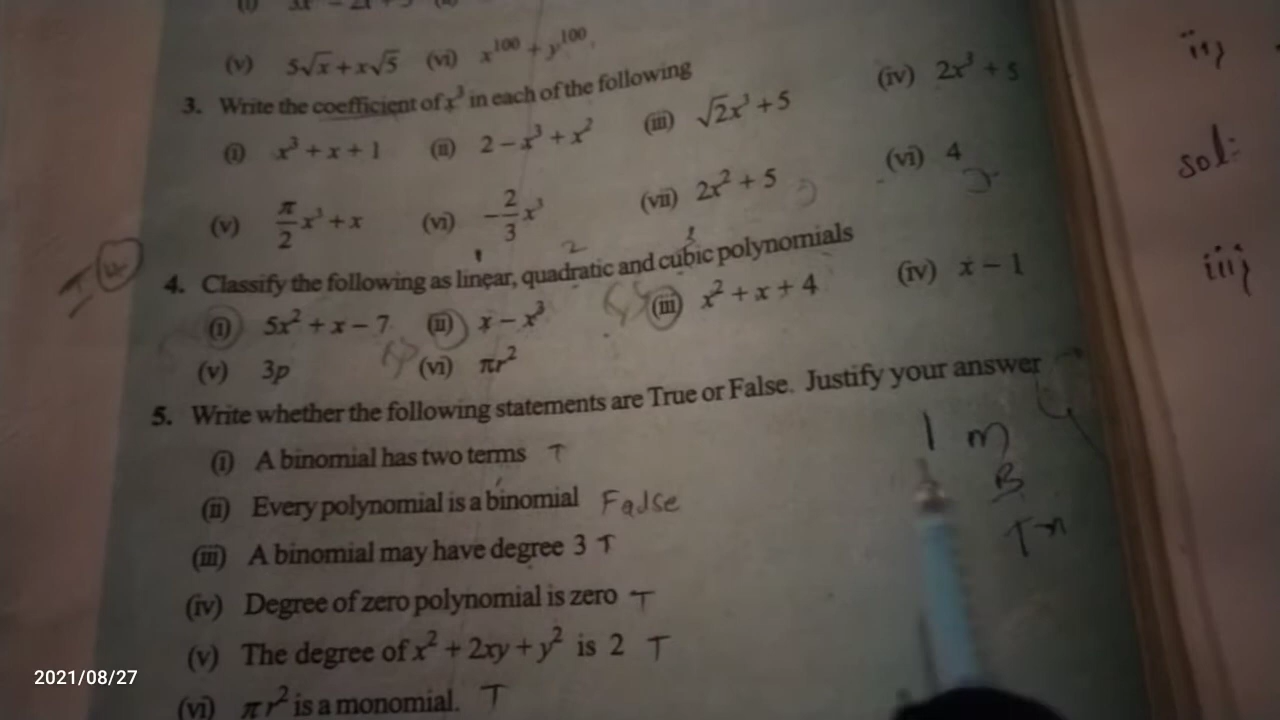 (v) 5√x + x√5 (vi) x¹⁰⁰ + y¹⁰⁰
3. Write the coefficient of x³ in each of the following
(i) x³ + x + 1 (ii) 2 – x³ + x² (iii) √2x³ + 5 (iv) 2x³ + 5
(v) π/2 x³ + x (vi) –2/3 x³ (vii) 2x² + 5 (vi) 4
4. Classify the following as linear, quadratic and cubic polynomials
(i) 5x² + x – 7 (ii) x – x³ (iii) x² + x + 4 (iv) x – 1
(v) 3p (vi) πr²
5. Write whether the following statements are True or False. Justify your answer
(i) A binomial has two terms T
(ii) Every polynomial is a binomial False
(iii) A binomial may have degree 3 T
(iv) Degree of zero polynomial is zero T
(v) The degree of x² + 2xy + y² is 2 T
(vi) πr² is a monomial. T
1 m
B
T
ii)
sol:
iii)
2021/08/27